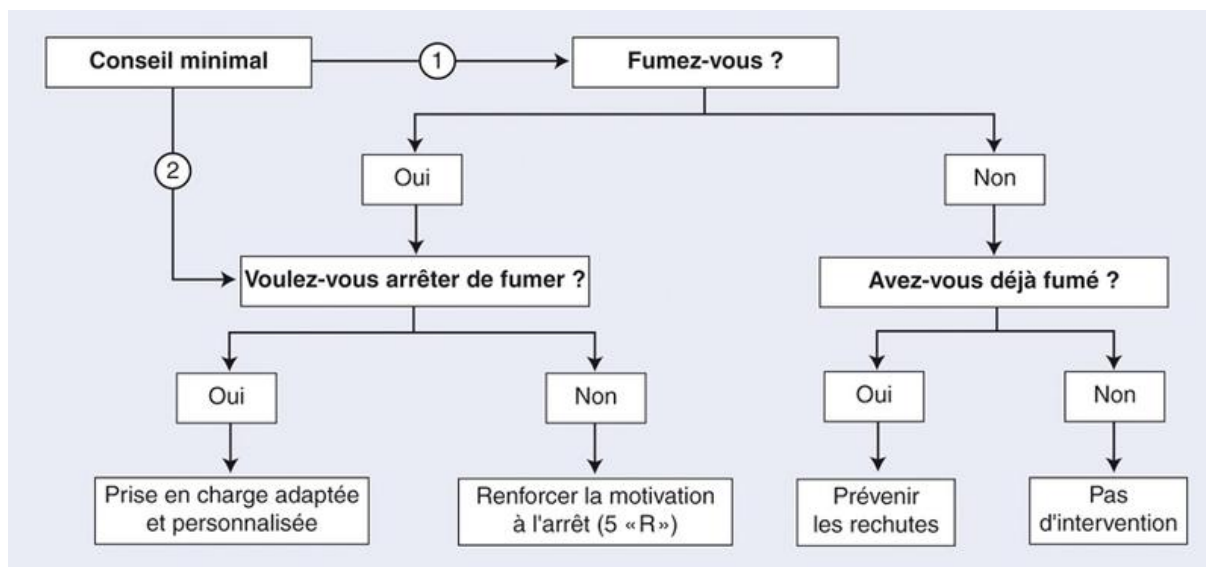 Conseil minimal
1
Fumez-vous ?
2
Oui
Non
Voulez-vous arrêter de fumer ?
Avez-vous déjà fumé ?
Oui
Non
Oui
Non
Prise en charge adaptée
et personnalisée
Renforcer la motivation
à l'arrêt (5 «R»)
Prévenir
les rechutes
Pas
d'intervention